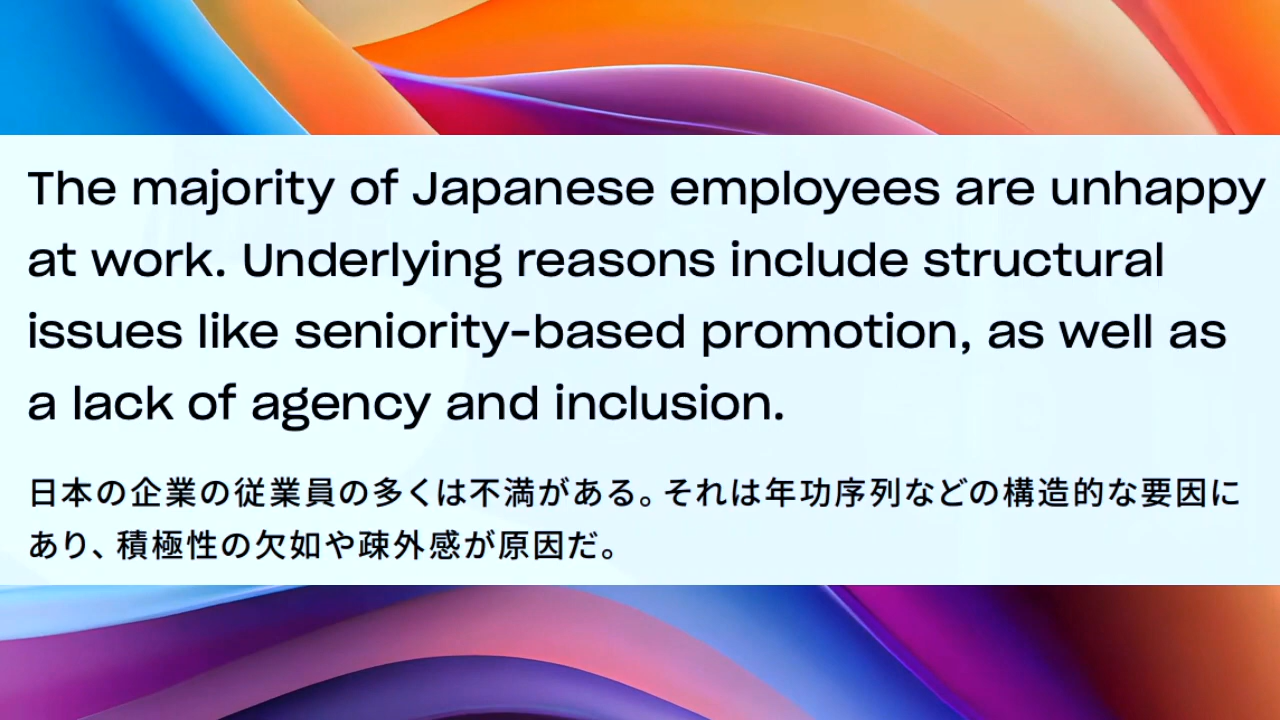 The majority of Japanese employees are unhappy
at work. Underlying reasons include structural
issues like seniority-based promotion, as well as
a lack of agency and inclusion.
日本の企業の従業員の多くは不満がある。それは年功序列などの構造的な要因に
あり、積極性の欠如や疎外感が原因だ。